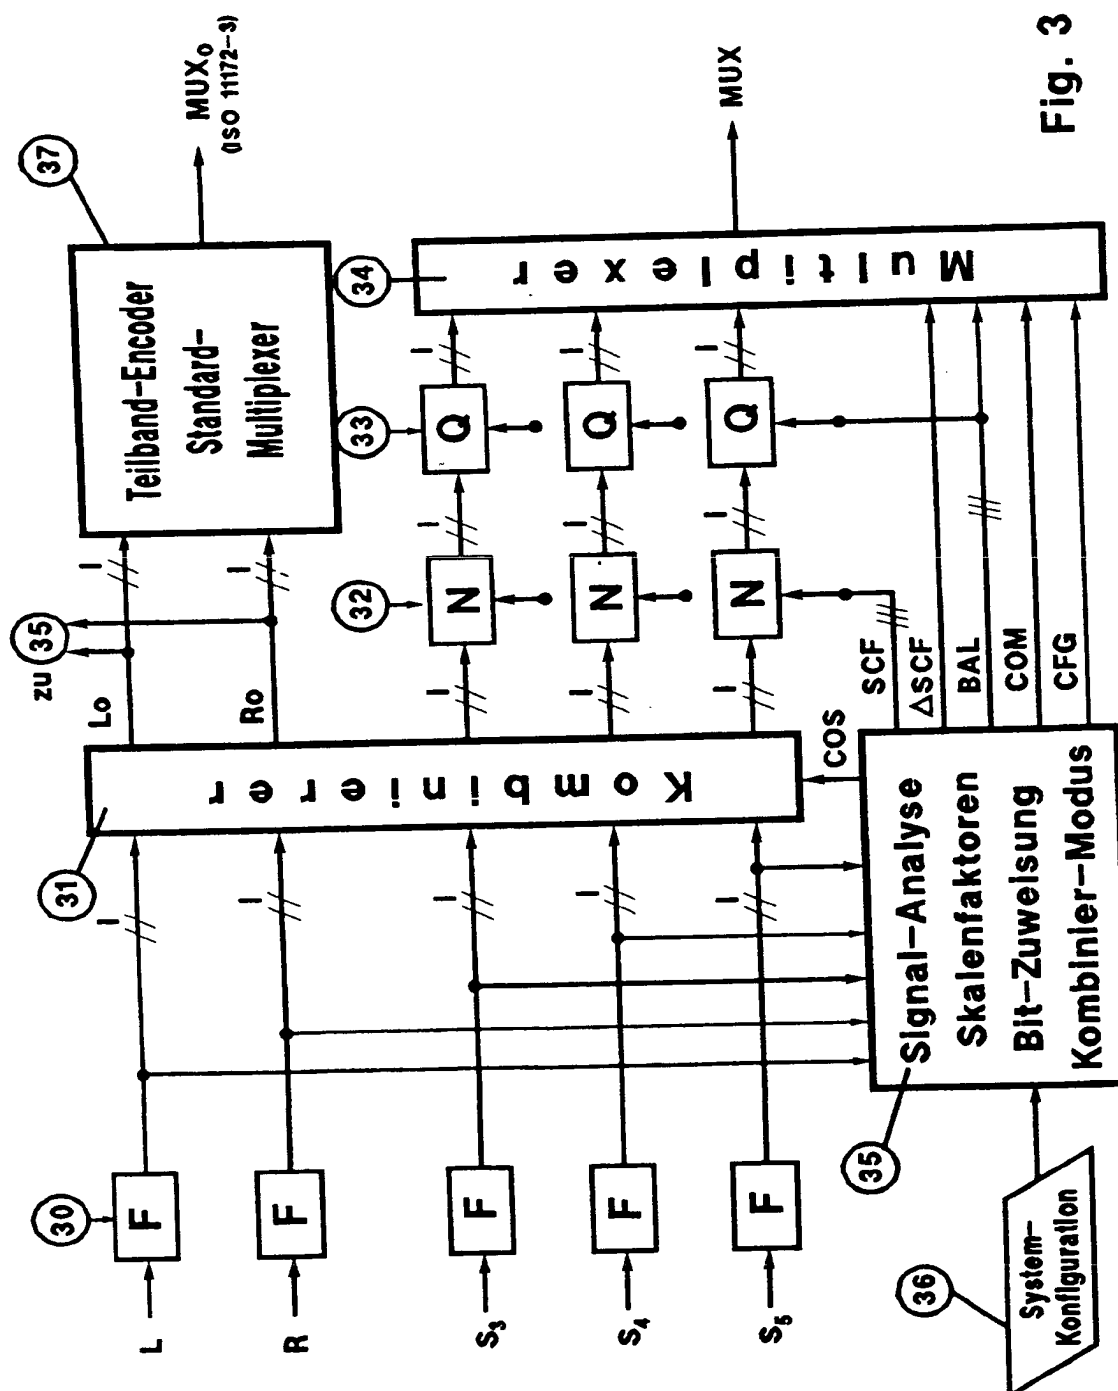 L
R
S₃
S₄
S₅
30
F
F
F
F
F
36
System-
Konfiguration
31
l
l
l
l
l
Kombinierer
35
Signal-Analyse
Skalenfaktoren
Bit-Zuweisung
Kombinier-Modus
COS
Lo
Ro
zu 35
l
l
l
l
l
SCF
ΔSCF
BAL
COM
CFG
32
N
N
N
l
l
l
33
Q
Q
Q
l
l
l
34
Multiplexer
37
Teilband-Encoder
Standard-
Multiplexer
MUX₀
(ISO 11172-3)
MUX
Fig. 3